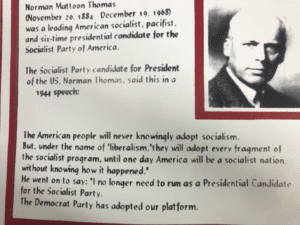 Norman Mattoon Thomas
(November 20, 1884 December 19, 1968)
was a leading American socialist, pacifist,
and six-time presidential candidate for the
Socialist Party of America.
The Socialist Party candidate for President
of the US, Norman Thomas, said this in a
1944 speech:
The American people will never knowingly adopt socialism.
But, under the name of 'liberalism,'they will adopt every fragment of
the socialist program, until one day America will be a socialist nation,
without knowing how it happened."
He went on to say: "I no longer need to run as a Presidential Candidate
for the Socialist Party.
The Democrat Party has adopted our platform.